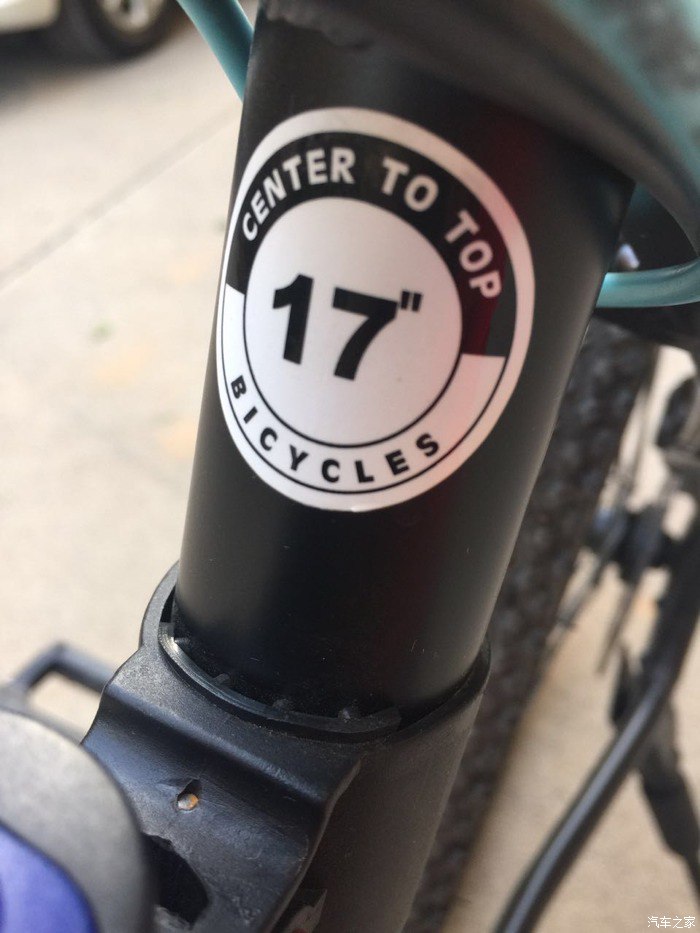 CENTER TO TOP
17"
BICYCLES
汽车之家